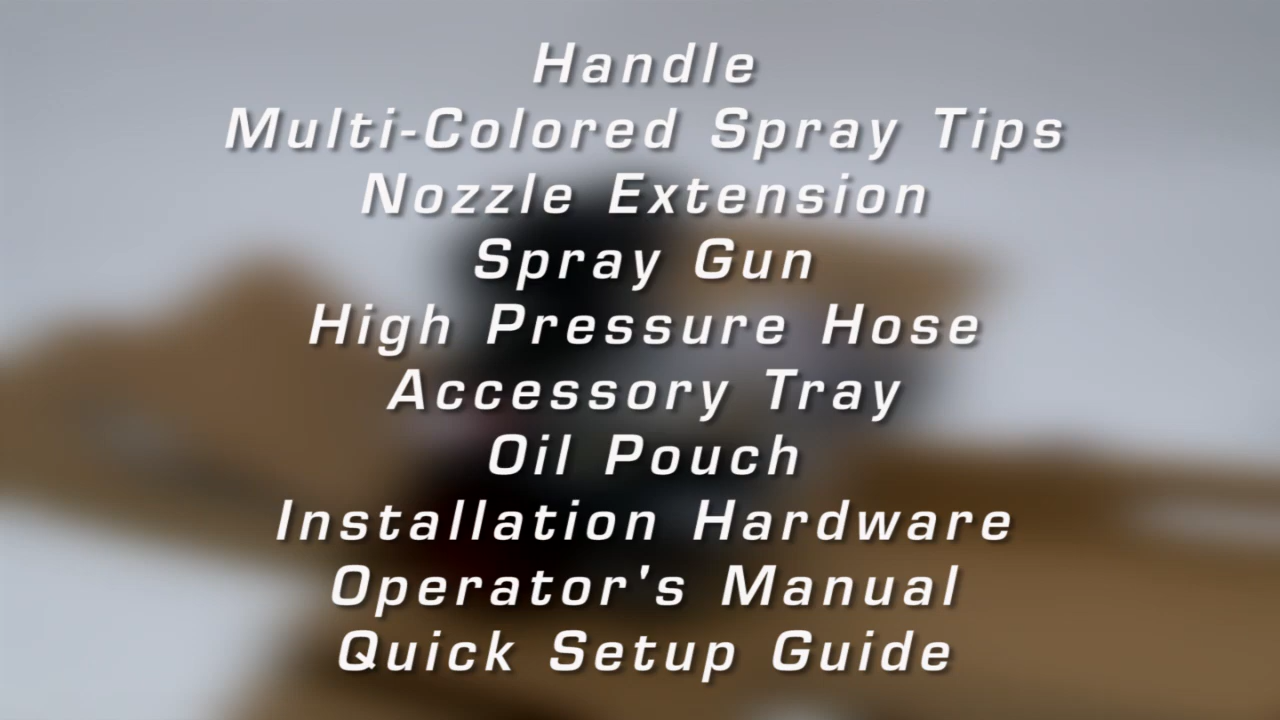 Handle
Multi-Colored Spray Tips
Nozzle Extension
Spray Gun
High Pressure Hose
Accessory Tray
Oil Pouch
Installation Hardware
Operator's Manual
Quick Setup Guide